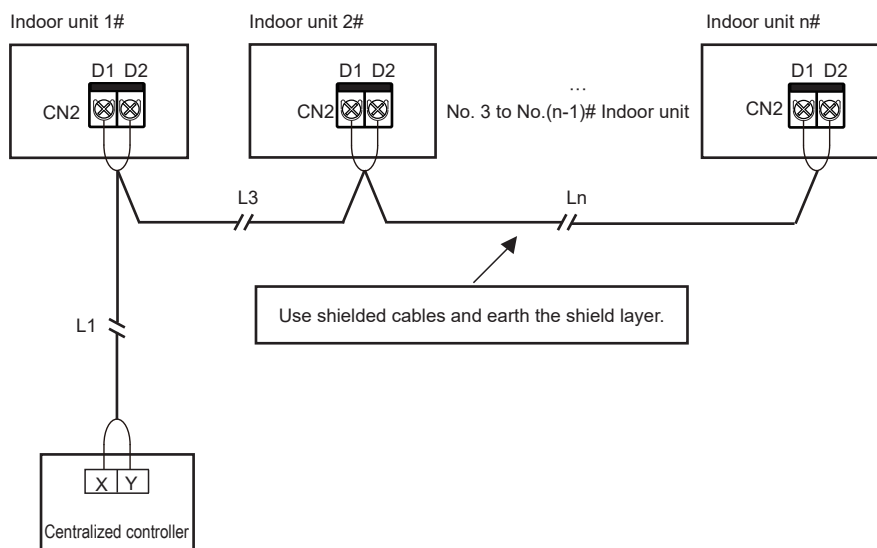 Indoor unit 1#
Indoor unit 2#
Indoor unit n#
D1 D2
CN2
D1 D2
CN2
...
No. 3 to No.(n-1)# Indoor unit
D1 D2
CN2
L3
Ln
Use shielded cables and earth the shield layer.
L1
X Y
Centralized controller